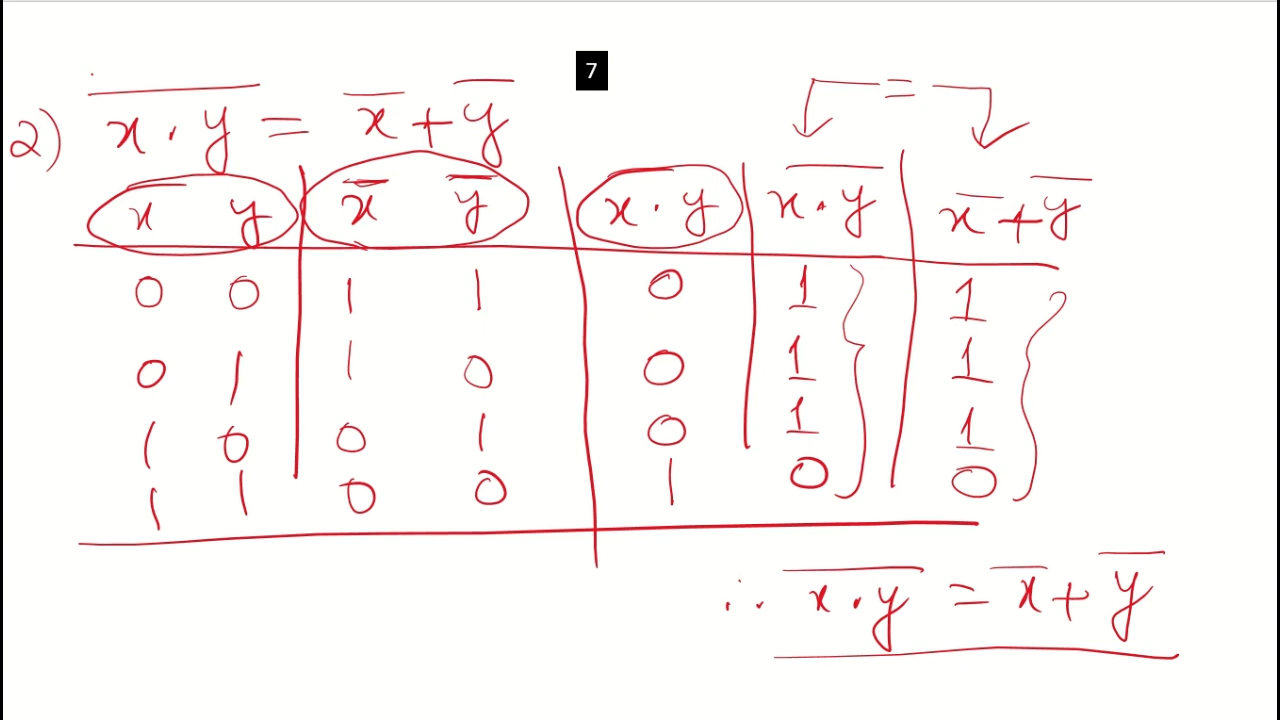 7
2) x̅ ̅·̅ ̅y̅ = x̅ + y̅
=
x y | x̅ y̅ | x · y | x̅ ̅·̅ ̅y̅ | x̅ + y̅
0 0 | 1 1 | 0 | 1 | 1
0 1 | 1 0 | 0 | 1 | 1
1 0 | 0 1 | 0 | 1 | 1
1 1 | 0 0 | 1 | 0 | 0
∴ x̅ ̅·̅ ̅y̅ = x̅ + y̅